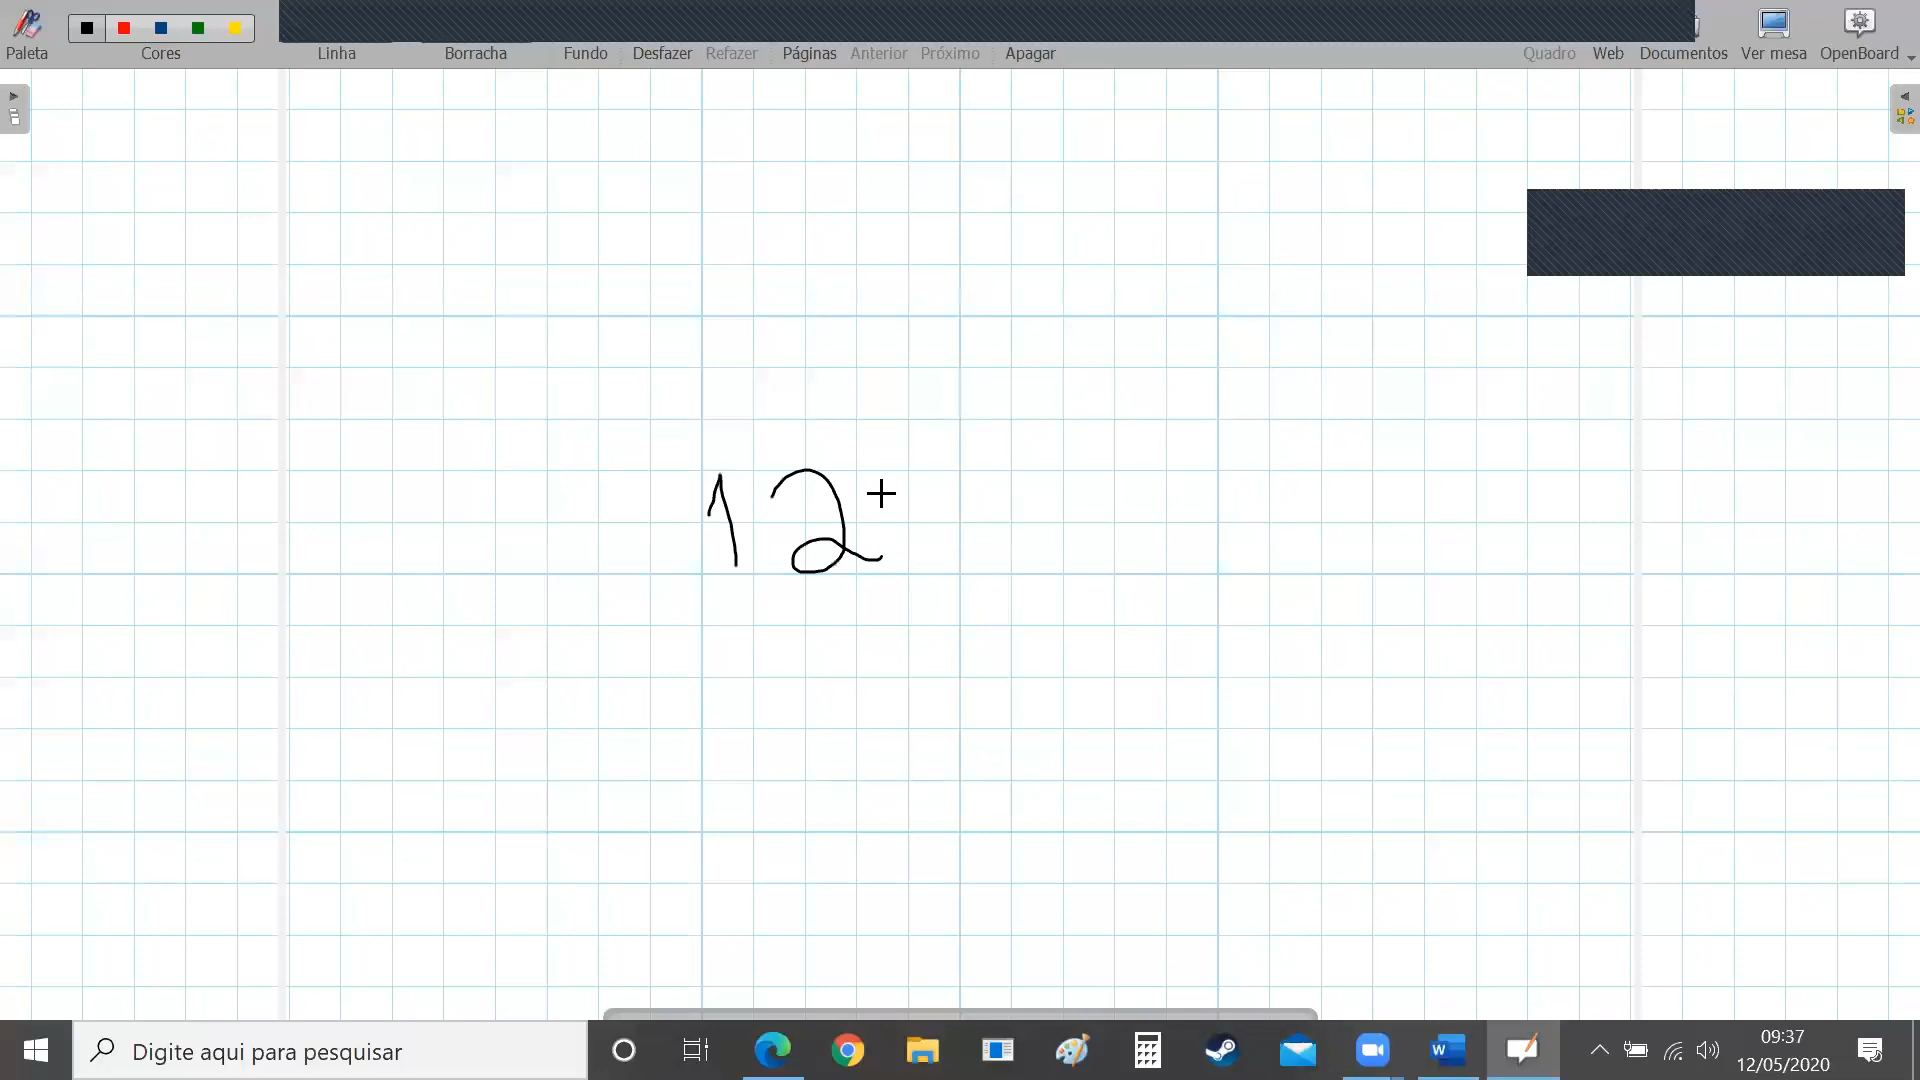 Paleta Cores Linha Borracha Fundo Desfazer Refazer Páginas Anterior Próximo Apagar Quadro Web Documentos Ver mesa OpenBoard
12
Digite aqui para pesquisar
09:37
12/05/2020